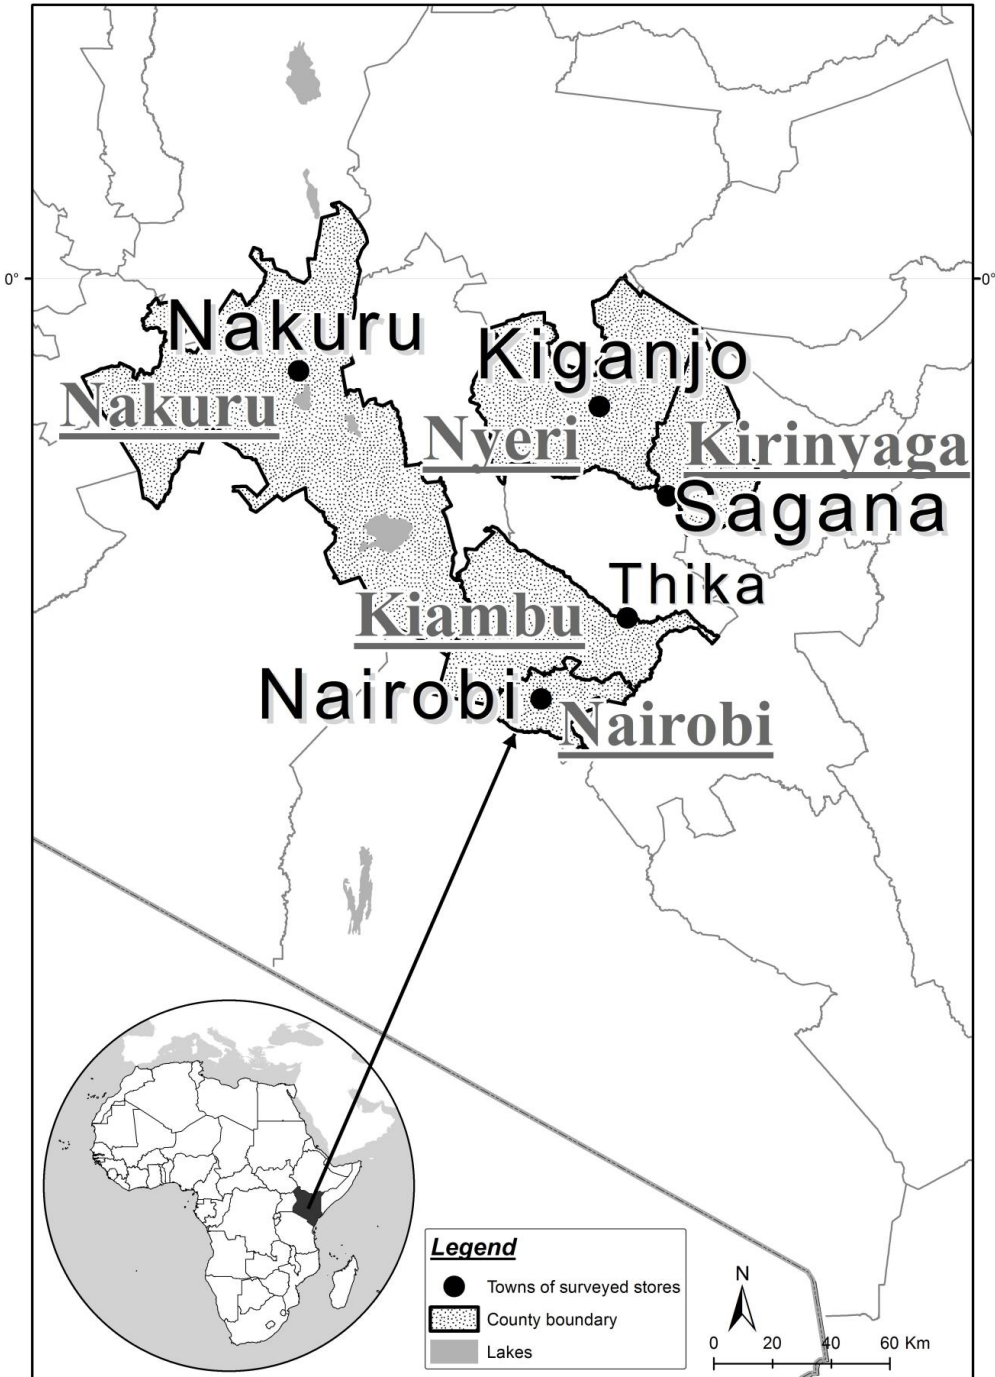 0°
0°
Nakuru
Kiganjo
Nakuru
Nyeri
Kirinyaga
Sagana
Thika
Kiambu
Nairobi
Nairobi
Legend
Towns of surveyed stores
County boundary
Lakes
N
0 20 40 60 Km